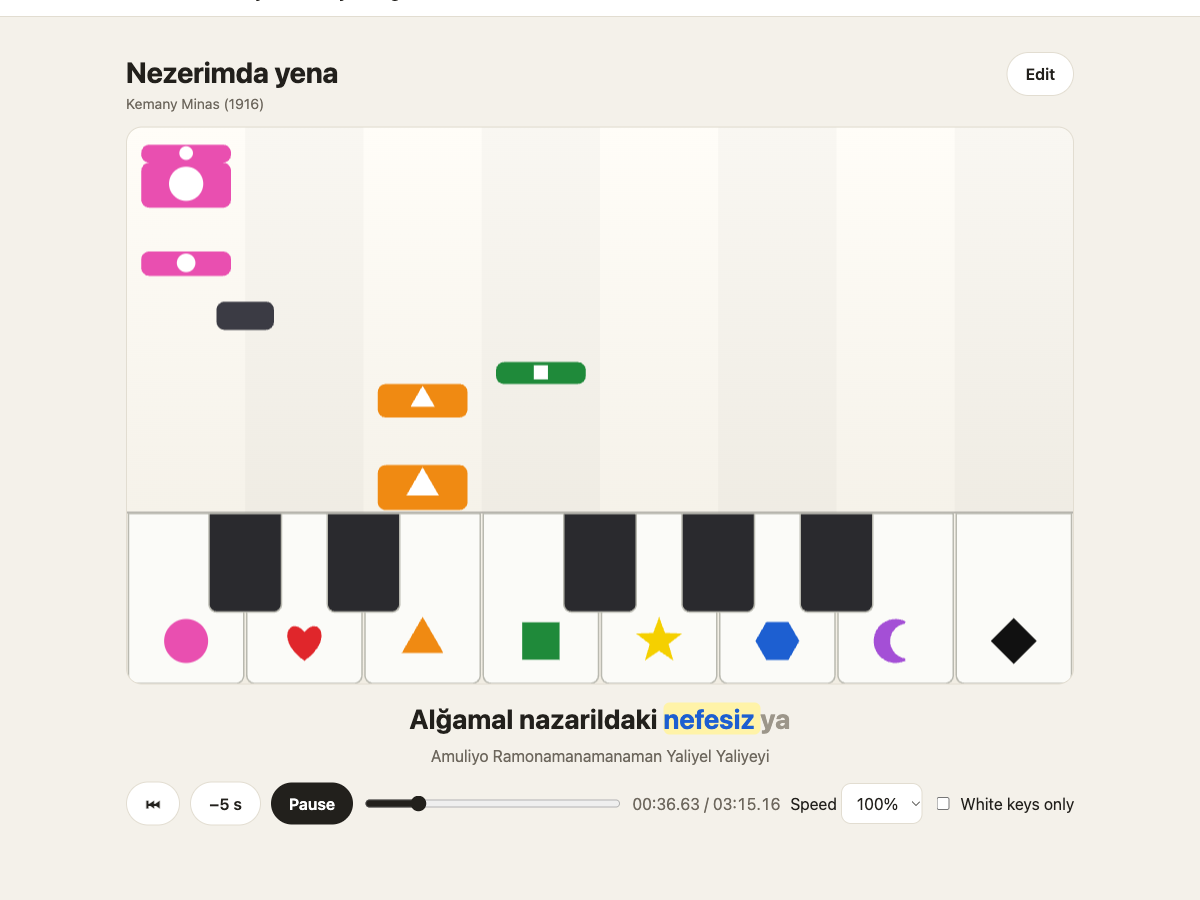 Nezerimda yena
Edit
Kemany Minas (1916)
Alğamal nazarildaki nefesiz ya
Amuliyo Ramonamanamanaman Yaliyel Yaliyeyi
−5 s
Pause
00:36.63 / 03:15.16
Speed
100%
White keys only